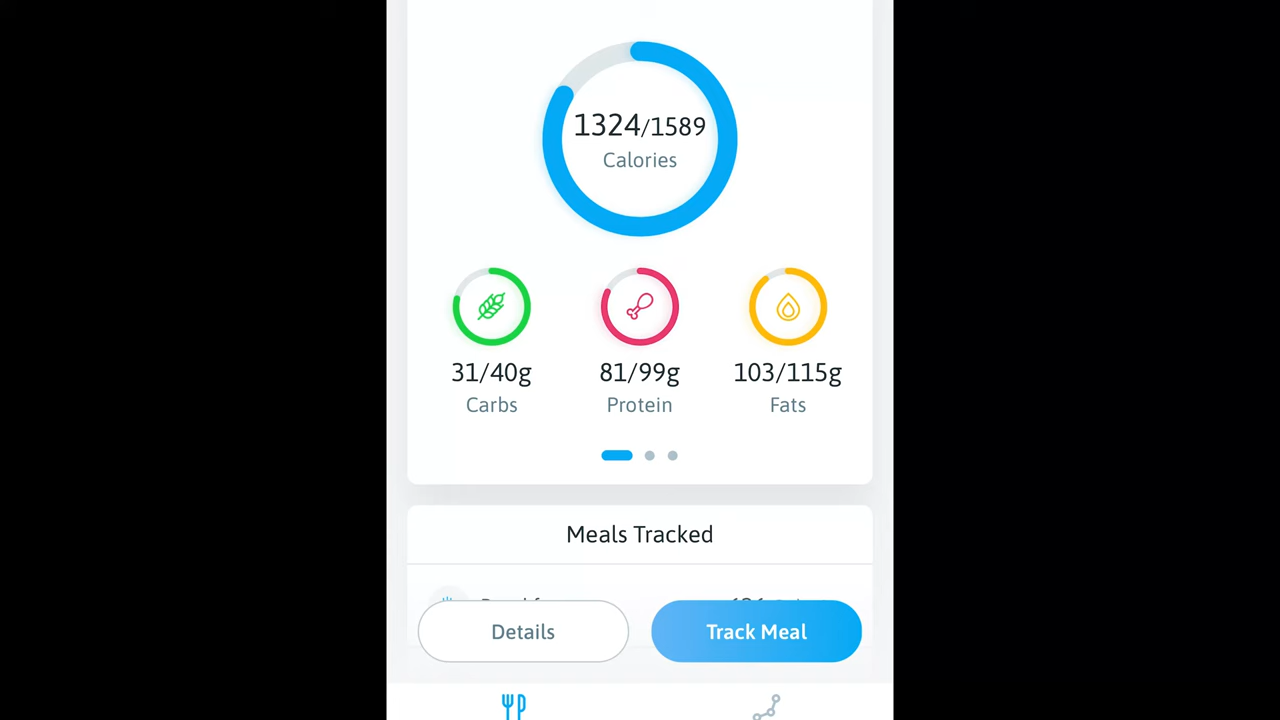 1324/1589
Calories
31/40g 81/99g 103/115g
Carbs Protein Fats
Meals Tracked
Details Track Meal